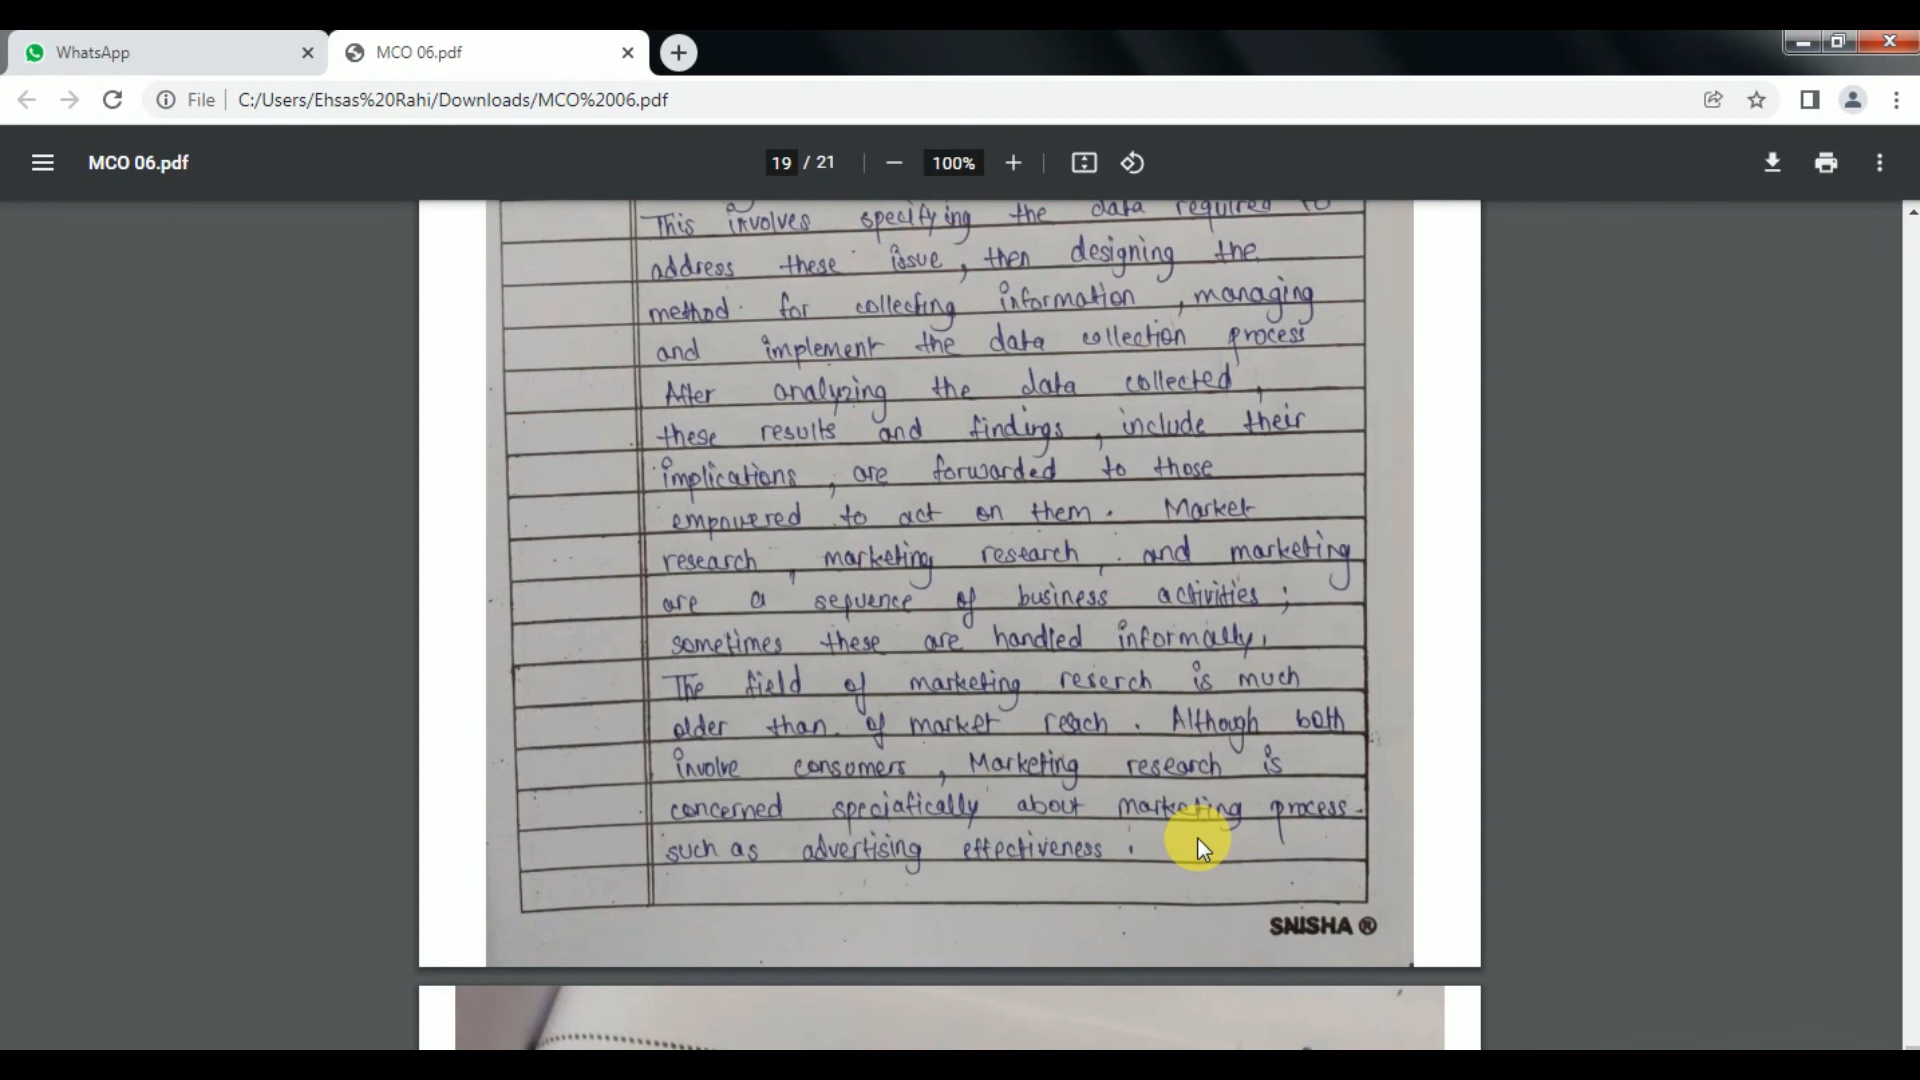 WhatsApp
MCO 06.pdf
File
C:/Users/Ehsas%20Rahi/Downloads/MCO%2006.pdf
MCO 06.pdf
19 / 21
100%
This involves specifying the data required to
address these issue, then designing the
method for collecting information, managing
and implement the data collection process
After analyzing the data collected,
these results and findings, include their
implications, are forwarded to those
empowered to act on them. Market
research, marketing research, and marketing
are a sequence of business activities;
sometimes these are handled informally.
The field of marketing reserch is much
older than of market reach. Although both
involve consumers, Marketing research is
concerned speciafically about marketing process
such as advertising effectiveness.
SNISHA ®